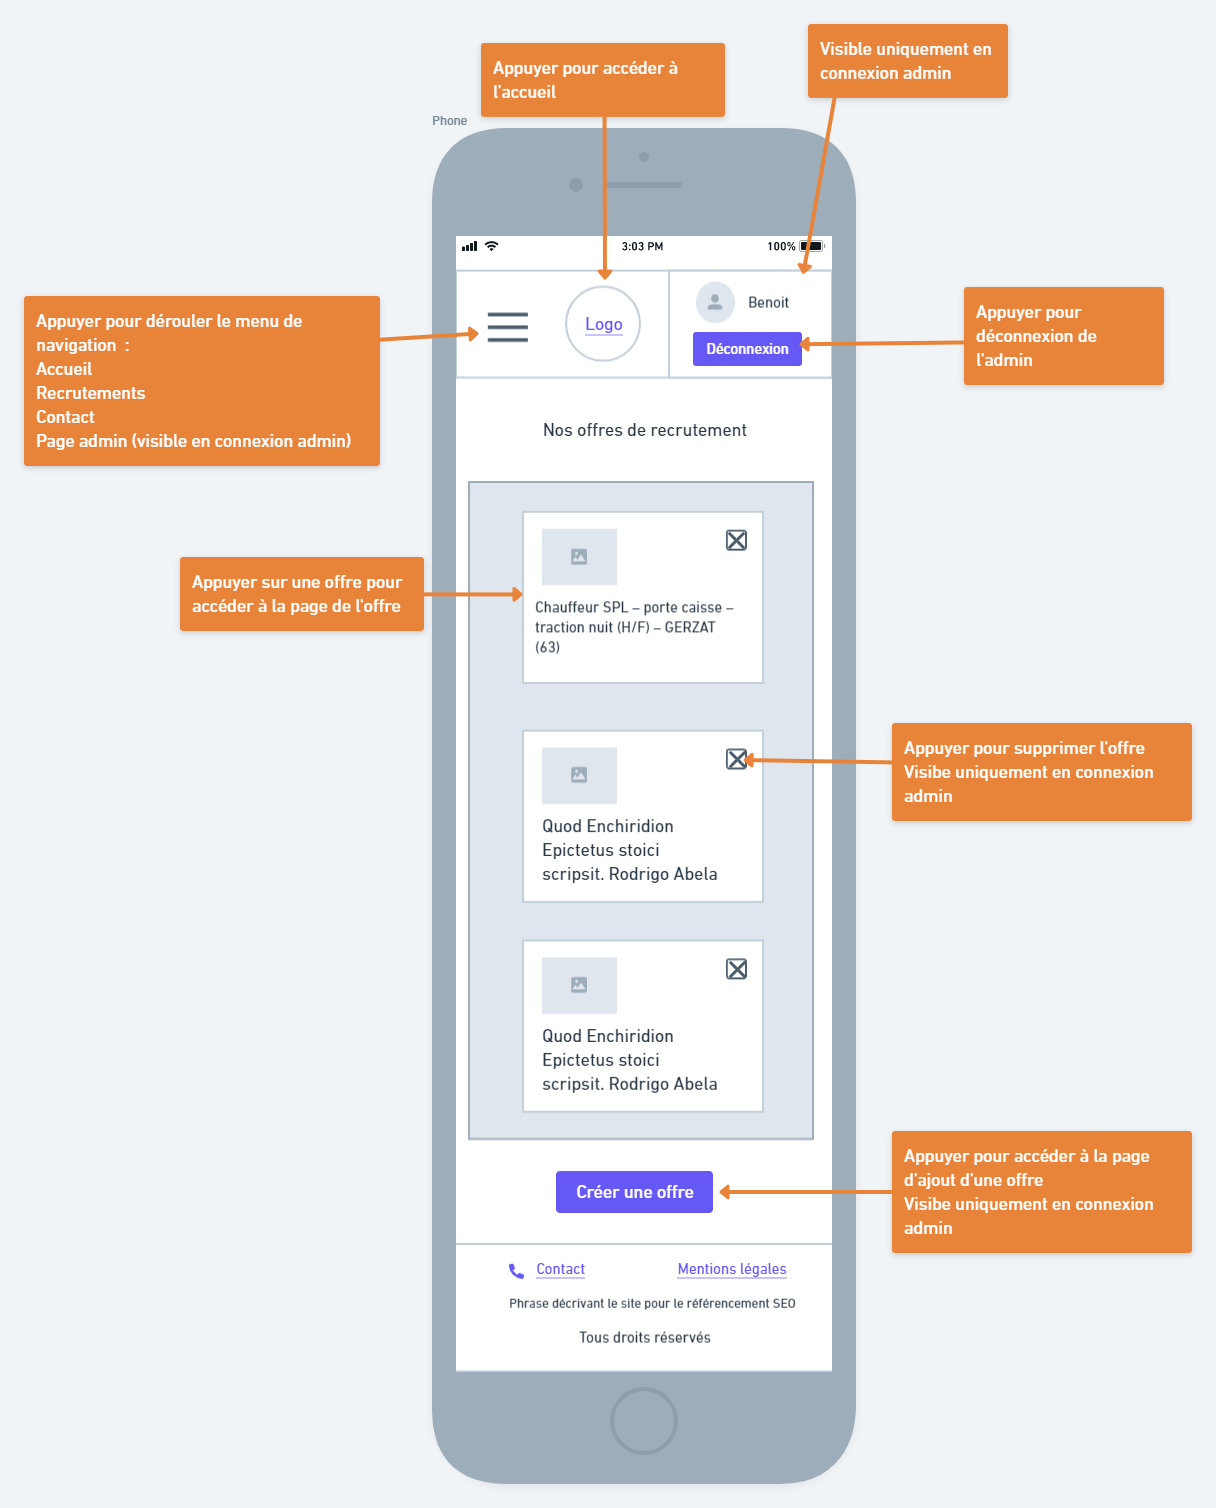 Visible uniquement en
connexion admin
Appuyer pour accéder à
l'accueil
Phone
3:03 PM
100%
Logo
Benoit
Déconnexion
Appuyer pour dérouler le menu de
navigation :
Accueil
Recrutements
Contact
Page admin (visible en connexion admin)
Appuyer pour
déconnexion de
l'admin
Nos offres de recrutement
Appuyer sur une offre pour
accéder à la page de l'offre
Chauffeur SPL – porte caisse –
traction nuit (H/F) – GERZAT
(63)
Appuyer pour supprimer l'offre
Visibe uniquement en connexion
admin
Quod Enchiridion
Epictetus stoici
scripsit. Rodrigo Abela
Quod Enchiridion
Epictetus stoici
scripsit. Rodrigo Abela
Appuyer pour accéder à la page
d'ajout d'une offre
Visibe uniquement en connexion
admin
Créer une offre
Contact
Mentions légales
Phrase décrivant le site pour le référencement SEO
Tous droits réservés